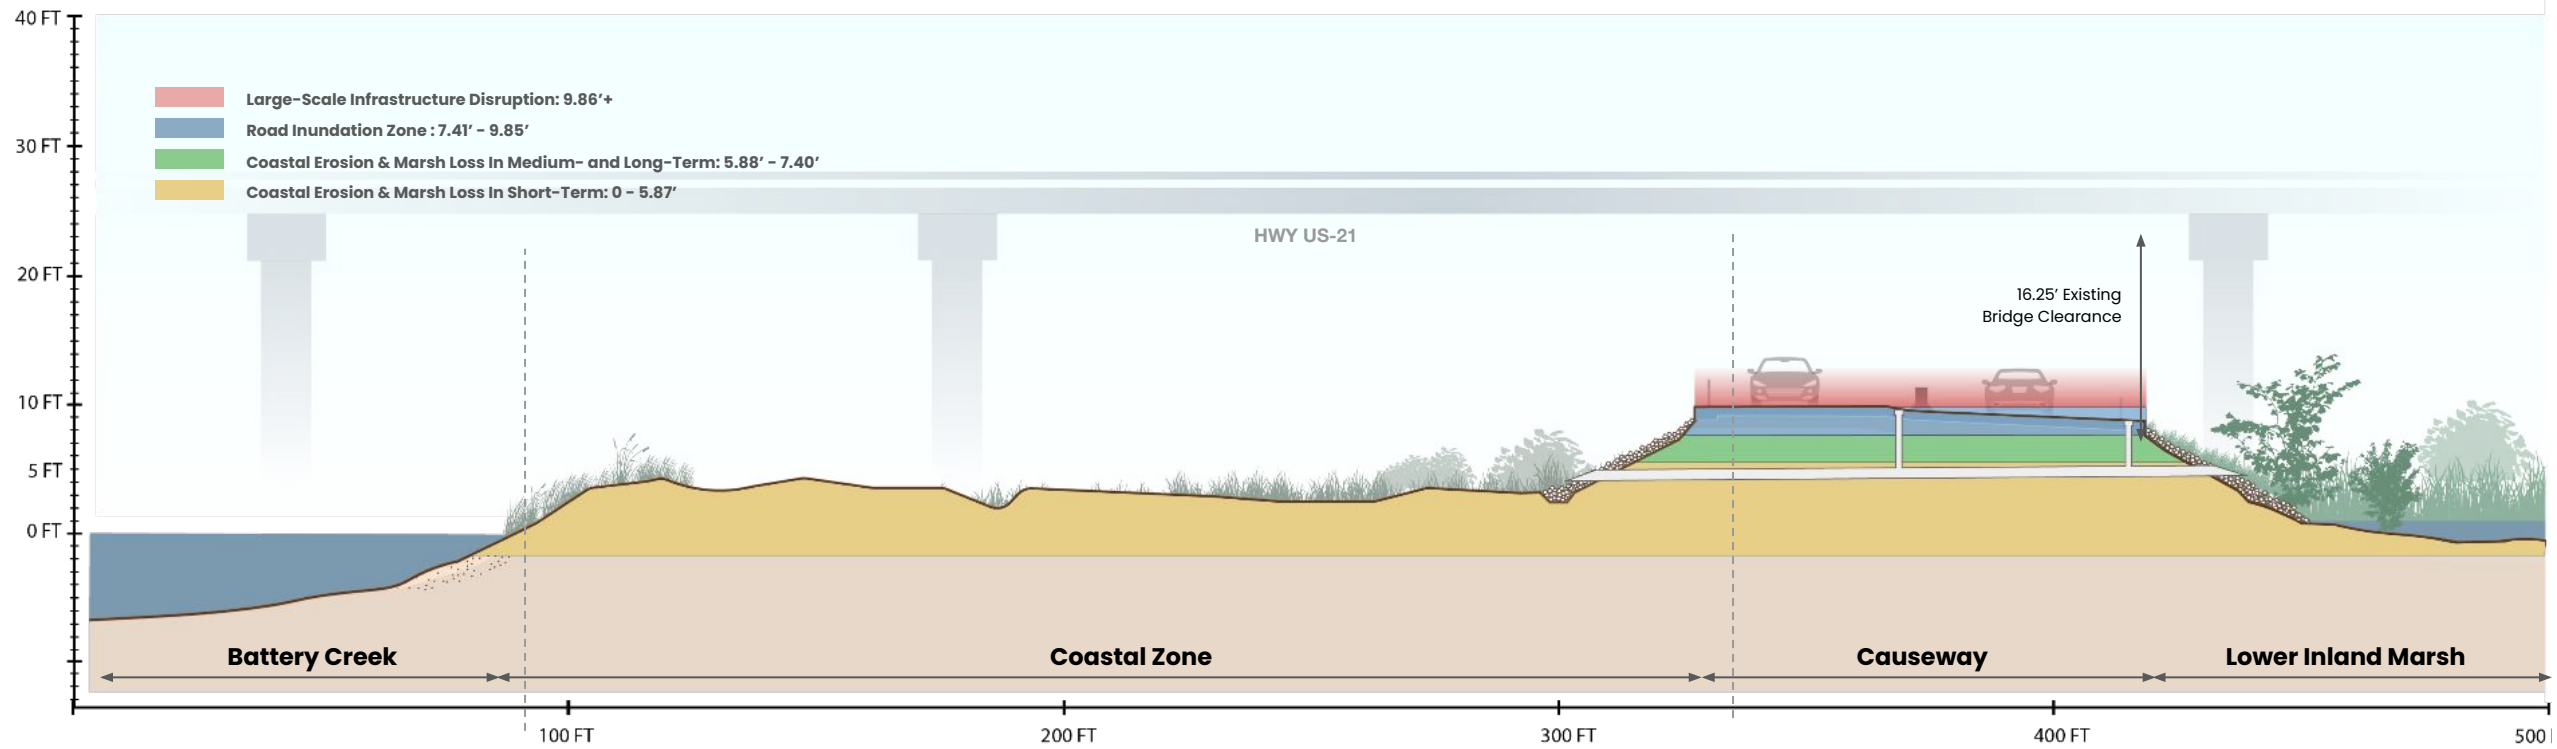 40 FT
30 FT
20 FT
10 FT
5 FT
0 FT
Large-Scale Infrastructure Disruption: 9.86’+
Road Inundation Zone : 7.41’ - 9.85’
Coastal Erosion & Marsh Loss In Medium- and Long-Term: 5.88’ - 7.40’
Coastal Erosion & Marsh Loss In Short-Term: 0 - 5.87’
HWY US-21
16.25’ Existing
Bridge Clearance
Battery Creek
Coastal Zone
Causeway
Lower Inland Marsh
100 FT
200 FT
300 FT
400 FT
500